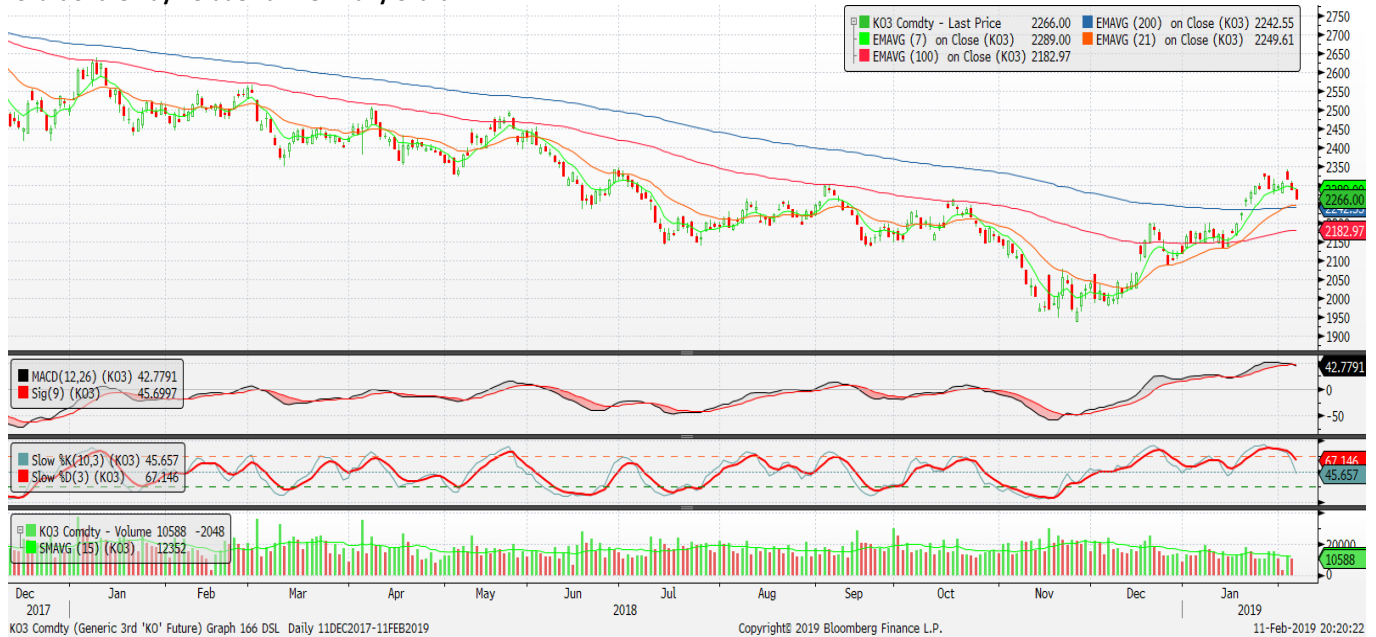 2750
KO3 Comdty - Last Price 2266.00 EMAVG (200) on Close (KO3) 2242.55
EMAVG (7) on Close (KO3) 2289.00 EMAVG (21) on Close (KO3) 2249.61
EMAVG (100) on Close (KO3) 2182.97
2700
2650
2600
2550
2500
2450
2400
2350
2266.00
2182.97
2150
2100
2050
2000
1950
1900
MACD(12,26) (KO3) 42.7791
Sig(9) (KO3) 45.6997
42.7791
0
-50
Slow %K(10,3) (KO3) 45.657
Slow %D(3) (KO3) 67.146
67.146
45.657
KO3 Comdty - Volume 10588 -2048
SMAVG (15) (KO3) 12352
20000
10588
0
Dec Jan Feb Mar Apr May Jun Jul Aug Sep Oct Nov Dec Jan
2017 2018 2019
KO3 Comdty (Generic 3rd 'KO' Future) Graph 166 DSL Daily 11DEC2017-11FEB2019 Copyright© 2019 Bloomberg Finance L.P. 11-Feb-2019 20:20:22